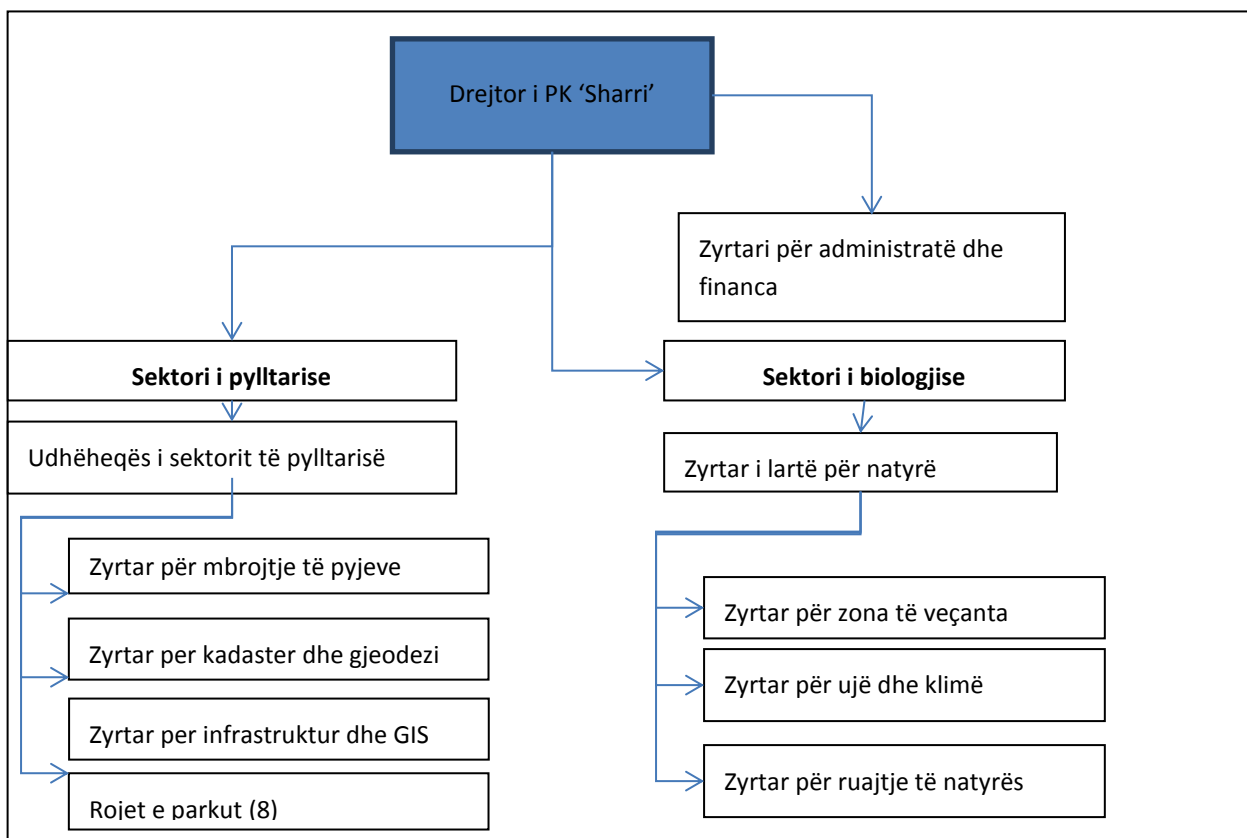 Drejtor i PK ‘Sharri’
Zyrtari për administratë dhe
financa
Sektori i pylltarise
Udhëheqës i sektorit të pylltarisë
Zyrtar për mbrojtje të pyjeve
Zyrtar per kadaster dhe gjeodezi
Zyrtar per infrastruktur dhe GIS
Rojet e parkut (8)
Sektori i biologjise
Zyrtar i lartë për natyrë
Zyrtar për zona të veçanta
Zyrtar për ujë dhe klimë
Zyrtar për ruajtje të natyrës